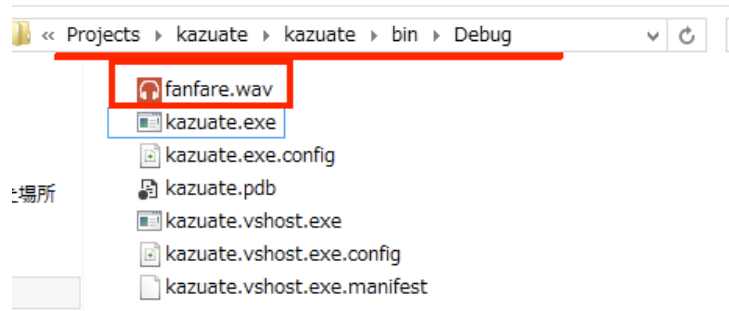 « Projects ▸ kazuate ▸ kazuate ▸ bin ▸ Debug
fanfare.wav
kazuate.exe
kazuate.exe.config
kazuate.pdb
た場所
kazuate.vshost.exe
kazuate.vshost.exe.config
kazuate.vshost.exe.manifest